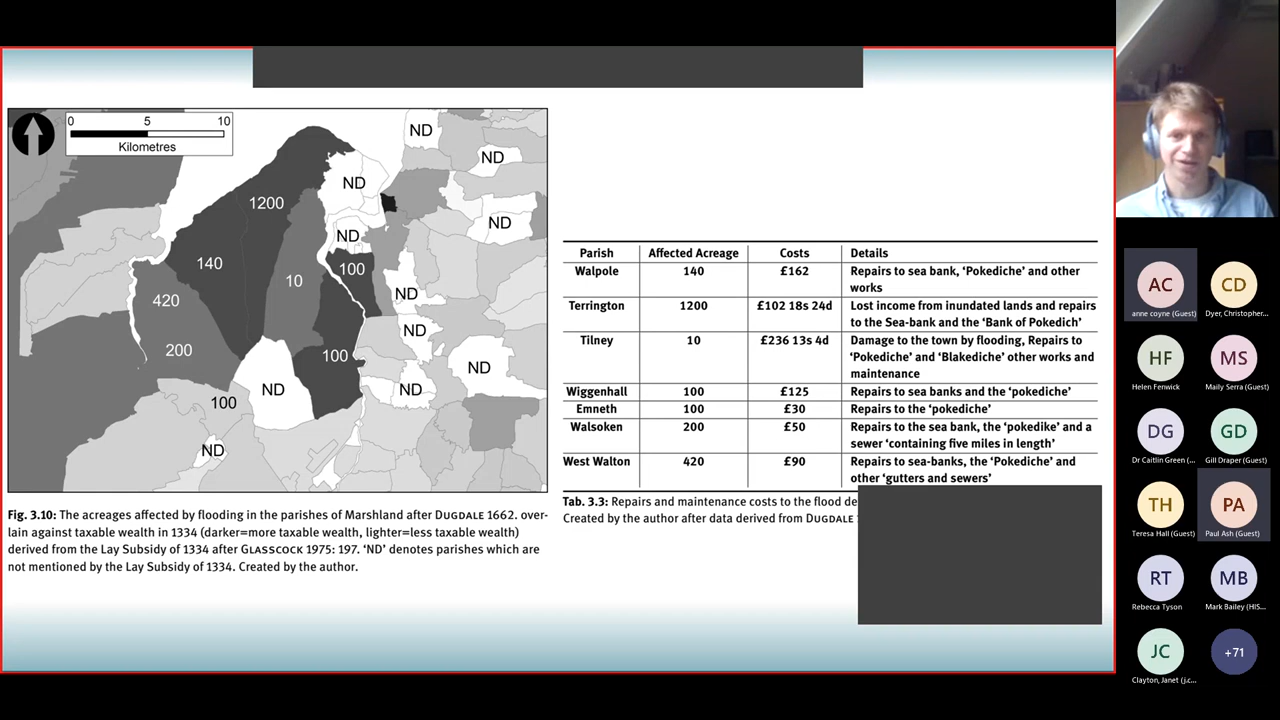 0 5 10
Kilometres
ND
ND
ND
1200
ND
ND
140
100
10
ND
420
ND
200
100
ND
ND
ND
100
ND
Parish Affected Acreage Costs Details
Walpole 140 £162 Repairs to sea bank, ‘Pokediche’ and other
works
Terrington 1200 £102 18s 24d Lost income from inundated lands and repairs
to the Sea-bank and the ‘Bank of Pokedich’
Tilney 10 £236 13s 4d Damage to the town by flooding, Repairs to
‘Pokediche’ and ‘Blakediche’ other works and
maintenance
Wiggenhall 100 £125 Repairs to sea banks and the ‘pokediche’
Emneth 100 £30 Repairs to the ‘pokediche’
Walsoken 200 £50 Repairs to the sea bank, the ‘pokedike’ and a
sewer ‘containing five miles in length’
West Walton 420 £90 Repairs to sea-banks, the ‘Pokediche’ and
other ‘gutters and sewers’
Fig. 3.10: The acreages affected by flooding in the parishes of Marshland after DUGDALE 1662. over-
lain against taxable wealth in 1334 (darker=more taxable wealth, lighter=less taxable wealth)
derived from the Lay Subsidy of 1334 after GLASSCOCK 1975: 197. ‘ND’ denotes parishes which are
not mentioned by the Lay Subsidy of 1334. Created by the author.
Tab. 3.3: Repairs and maintenance costs to the flood de
Created by the author after data derived from DUGDALE
AC CD
anne coyne (Guest) Dyer, Christopher...
HF MS
Helen Fenwick Maily Serra (Guest)
DG GD
Dr Caitlin Green (... Gill Draper (Guest)
TH PA
Teresa Hall (Guest) Paul Ash (Guest)
RT MB
Rebecca Tyson Mark Bailey (HIS...
JC +71
Clayton, Janet (j.c...